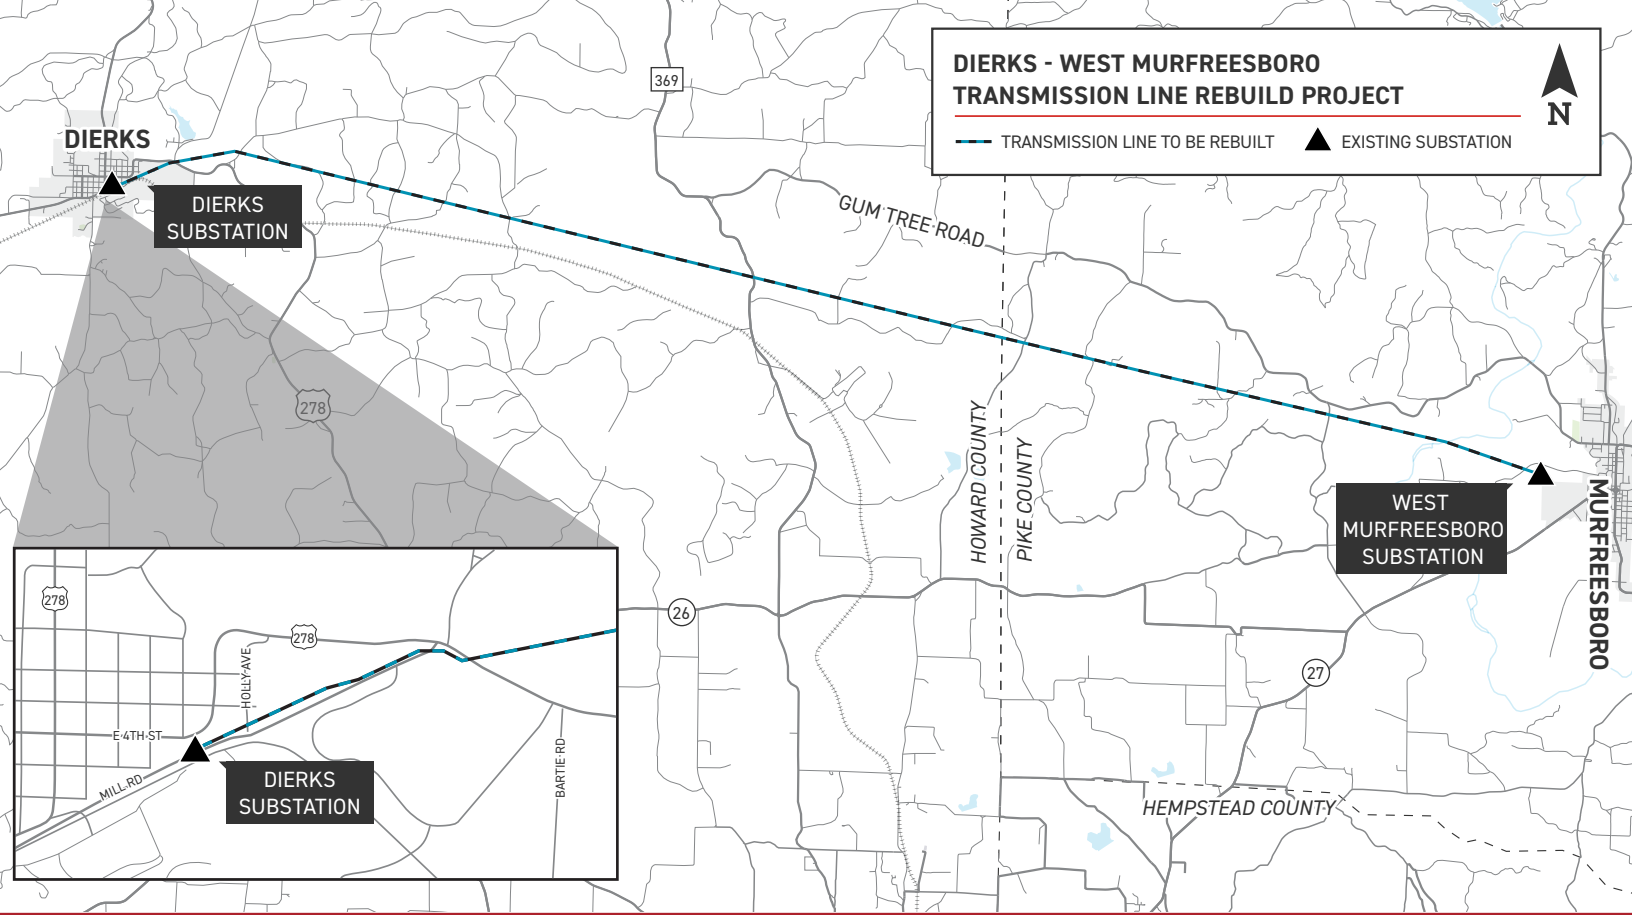 DIERKS - WEST MURFREESBORO
TRANSMISSION LINE REBUILD PROJECT
TRANSMISSION LINE TO BE REBUILT
EXISTING SUBSTATION
N
369
DIERKS
DIERKS
SUBSTATION
GUM TREE ROAD
278
HOWARD COUNTY
PIKE COUNTY
WEST
MURFREESBORO
SUBSTATION
MURFREESBORO
26
27
HEMPSTEAD COUNTY
278
278
HOLLY AVE
E 4TH ST
MILL RD
DIERKS
SUBSTATION
BARTIE RD